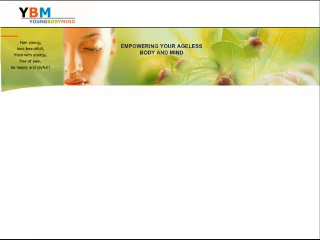 YBM
YOUNGBODYMIND
Feel young,
look beautiful,
filled with energy,
free of pain,
be happy and joyful!
EMPOWERING YOUR AGELESS
BODY AND MIND